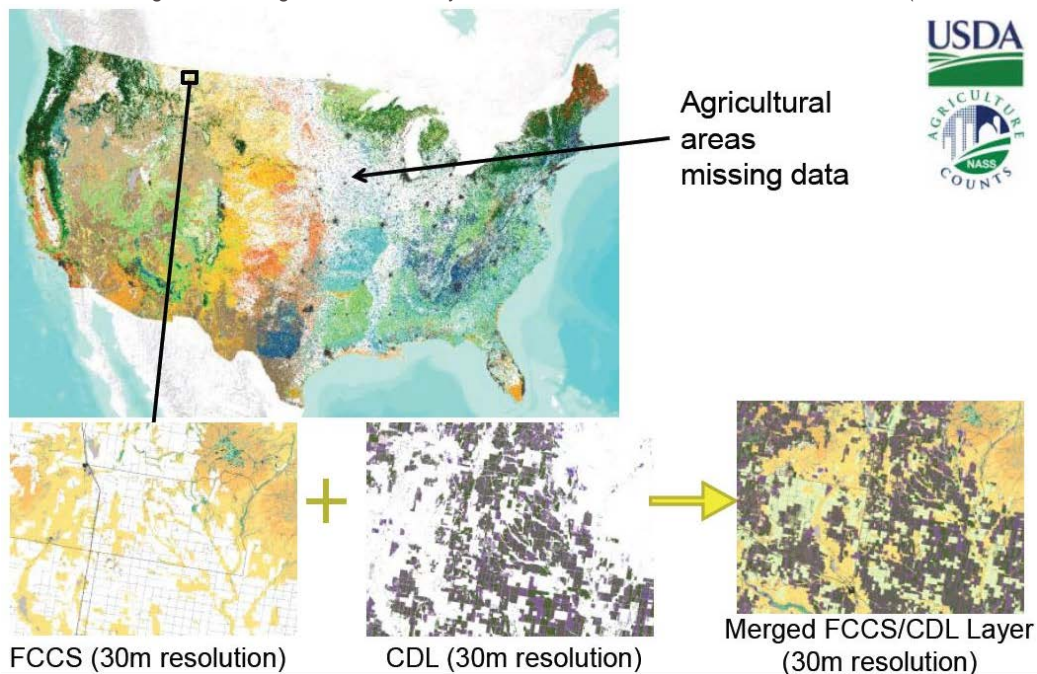 USDA
Agricultural
areas
missing data
AGRICULTURE
NASS
COUNTS
FCCS (30m resolution)
CDL (30m resolution)
Merged FCCS/CDL Layer
(30m resolution)